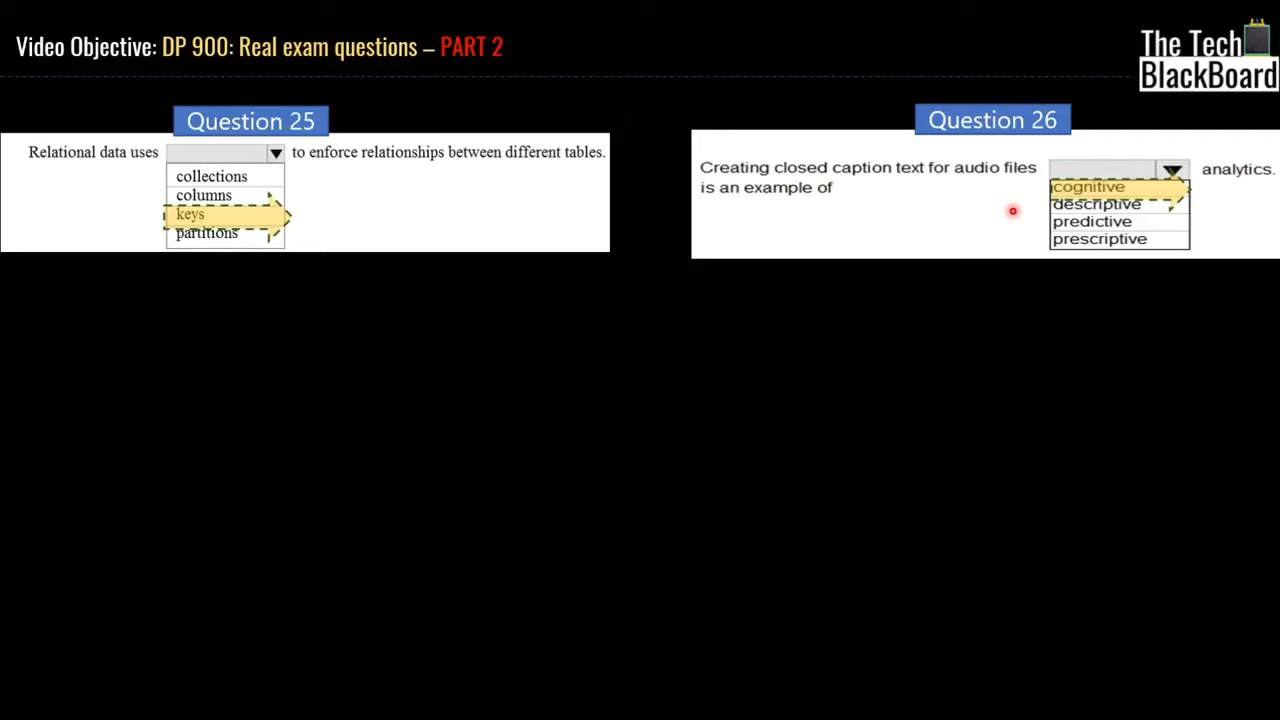 Video Objective: DP 900: Real exam questions – PART 2
The Tech
BlackBoard
Question 25
Relational data uses to enforce relationships between different tables.
collections
columns
keys
partitions
Question 26
Creating closed caption text for audio files analytics.
is an example of
cognitive
descriptive
predictive
prescriptive